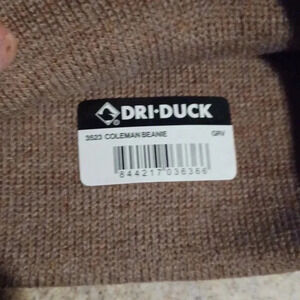 DRI-DUCK
3523 COLEMAN BEANIE GRV
844217036366